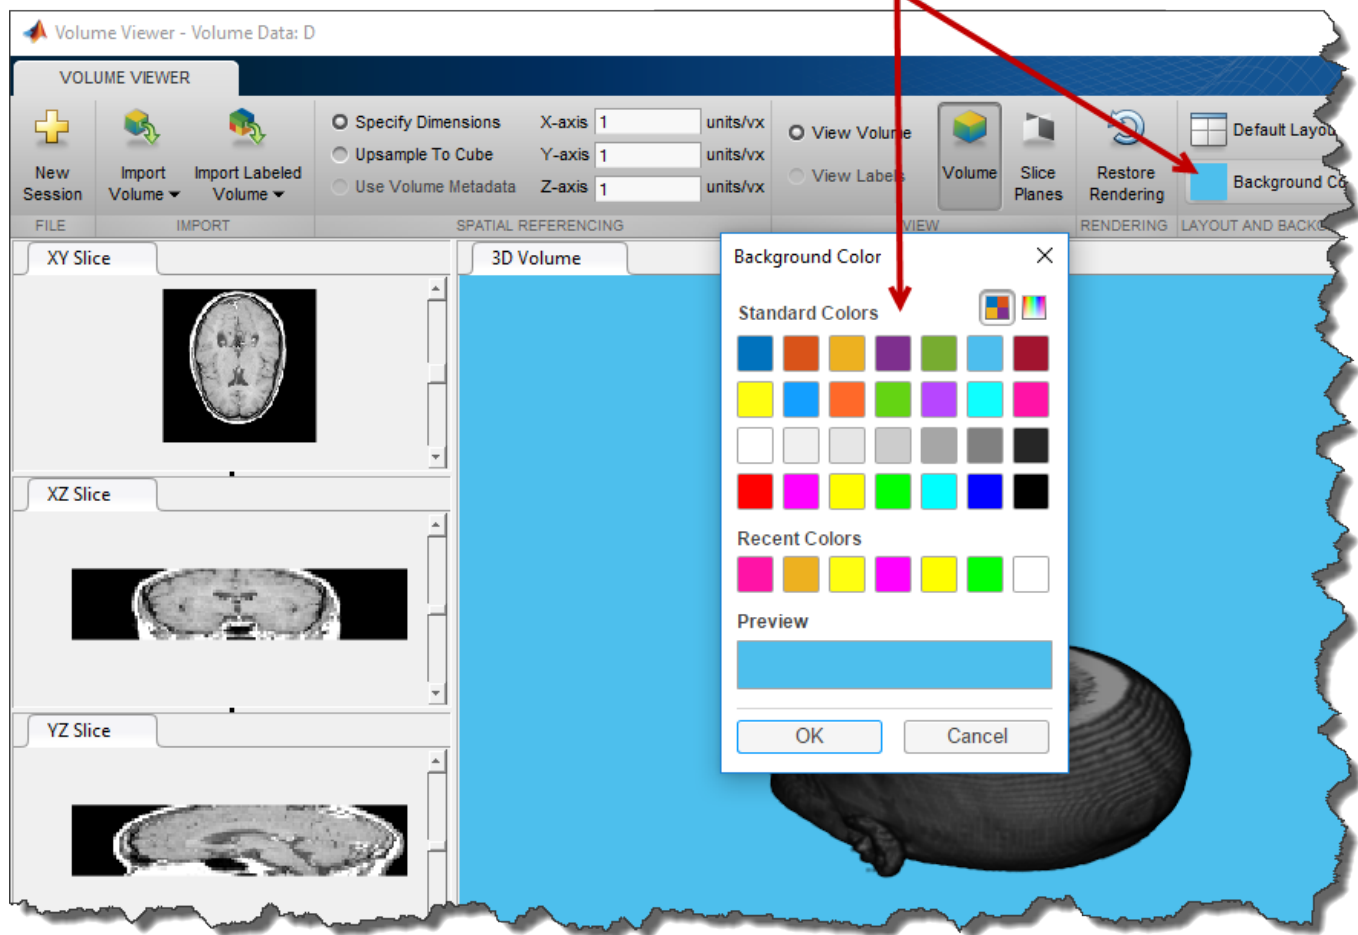 Volume Viewer - Volume Data: D
VOLUME VIEWER
New Session
Import Volume
Import Labeled Volume
Specify Dimensions
Upsample To Cube
Use Volume Metadata
X-axis 1 units/vx
Y-axis 1 units/vx
Z-axis 1 units/vx
View Volume
View Labels
Volume
Slice Planes
Restore Rendering
Default Layou
Background Co
FILE
IMPORT
SPATIAL REFERENCING
VIEW
RENDERING
LAYOUT AND BACKG
XY Slice
3D Volume
XZ Slice
YZ Slice
Background Color
Standard Colors
Recent Colors
Preview
OK
Cancel